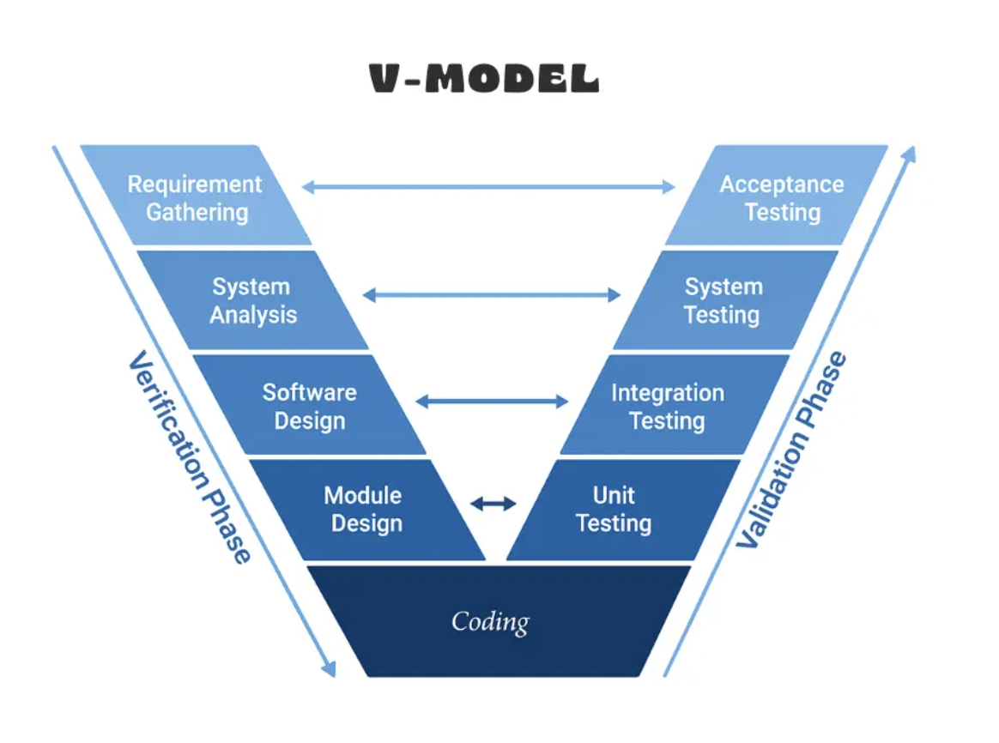 V-MODEL
Requirement
Gathering
Acceptance
Testing
System
Analysis
System
Testing
Software
Design
Integration
Testing
Module
Design
Unit
Testing
Coding
Verification Phase
Validation Phase